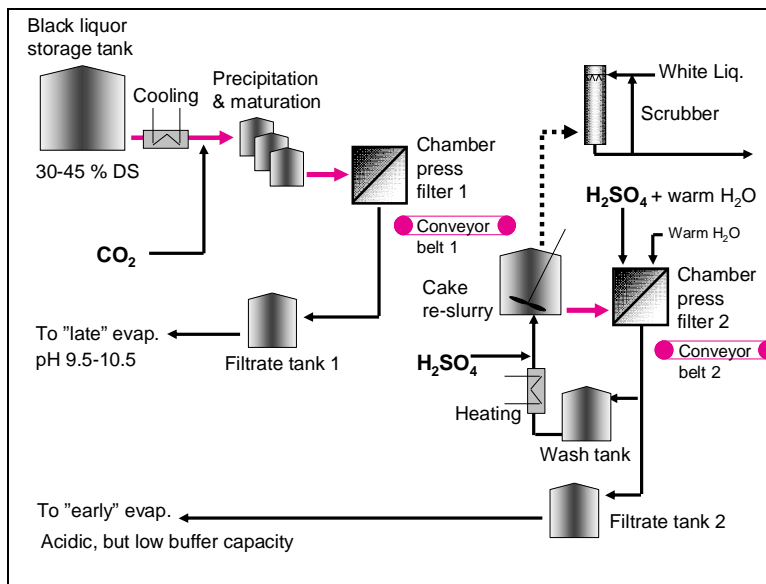 Black liquor
storage tank
Cooling
Precipitation
& maturation
30-45 % DS
CO₂
Chamber
press
filter 1
Conveyor
belt 1
To "late" evap.
pH 9.5-10.5
Filtrate tank 1
White Liq.
Scrubber
H₂SO₄ + warm H₂O
Warm H₂O
Cake
re-slurry
Chamber
press
filter 2
Conveyor
belt 2
H₂SO₄
Heating
Wash tank
To "early" evap.
Acidic, but low buffer capacity
Filtrate tank 2